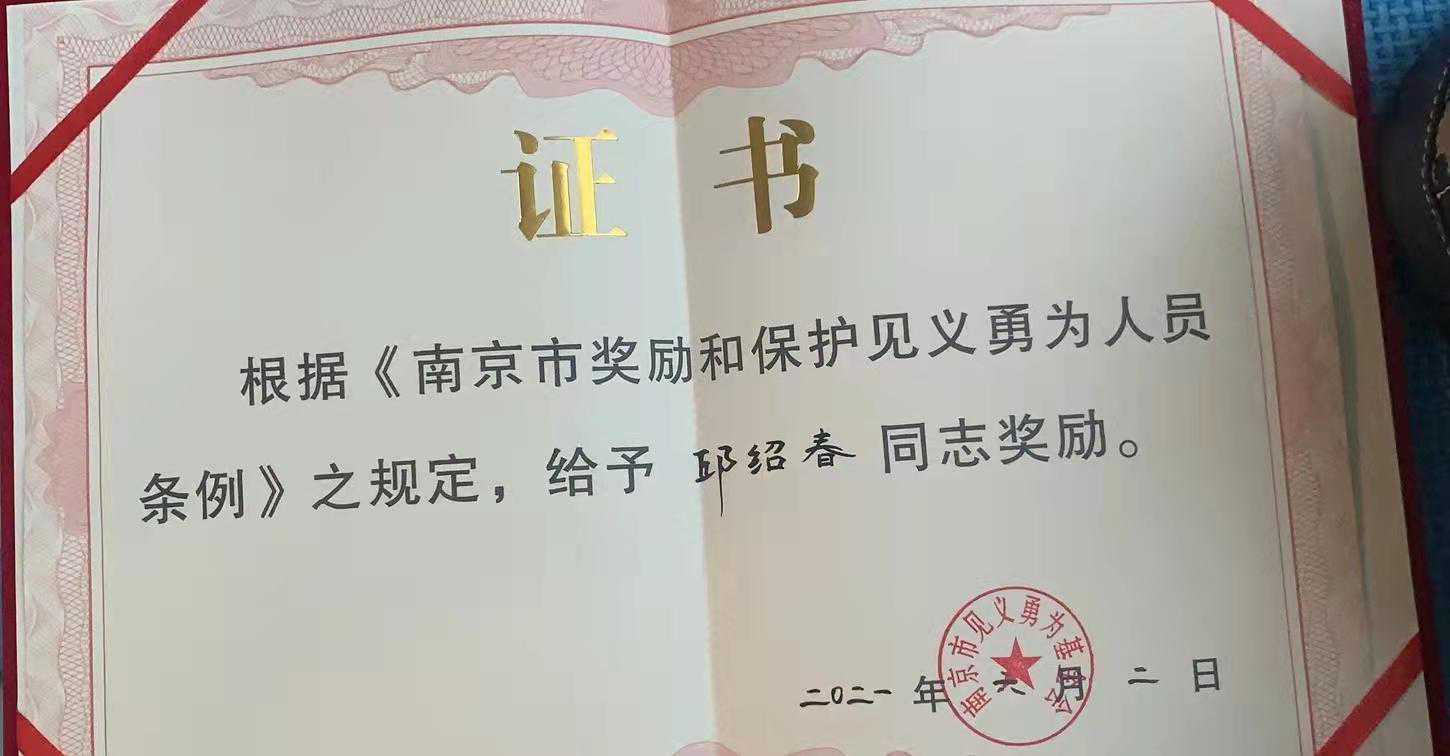 证书
根据《南京市奖励和保护见义勇为人员
条例》之规定，给予 邱绍春 同志奖励。
南京市见义勇为基金会
二〇二一年 月二日